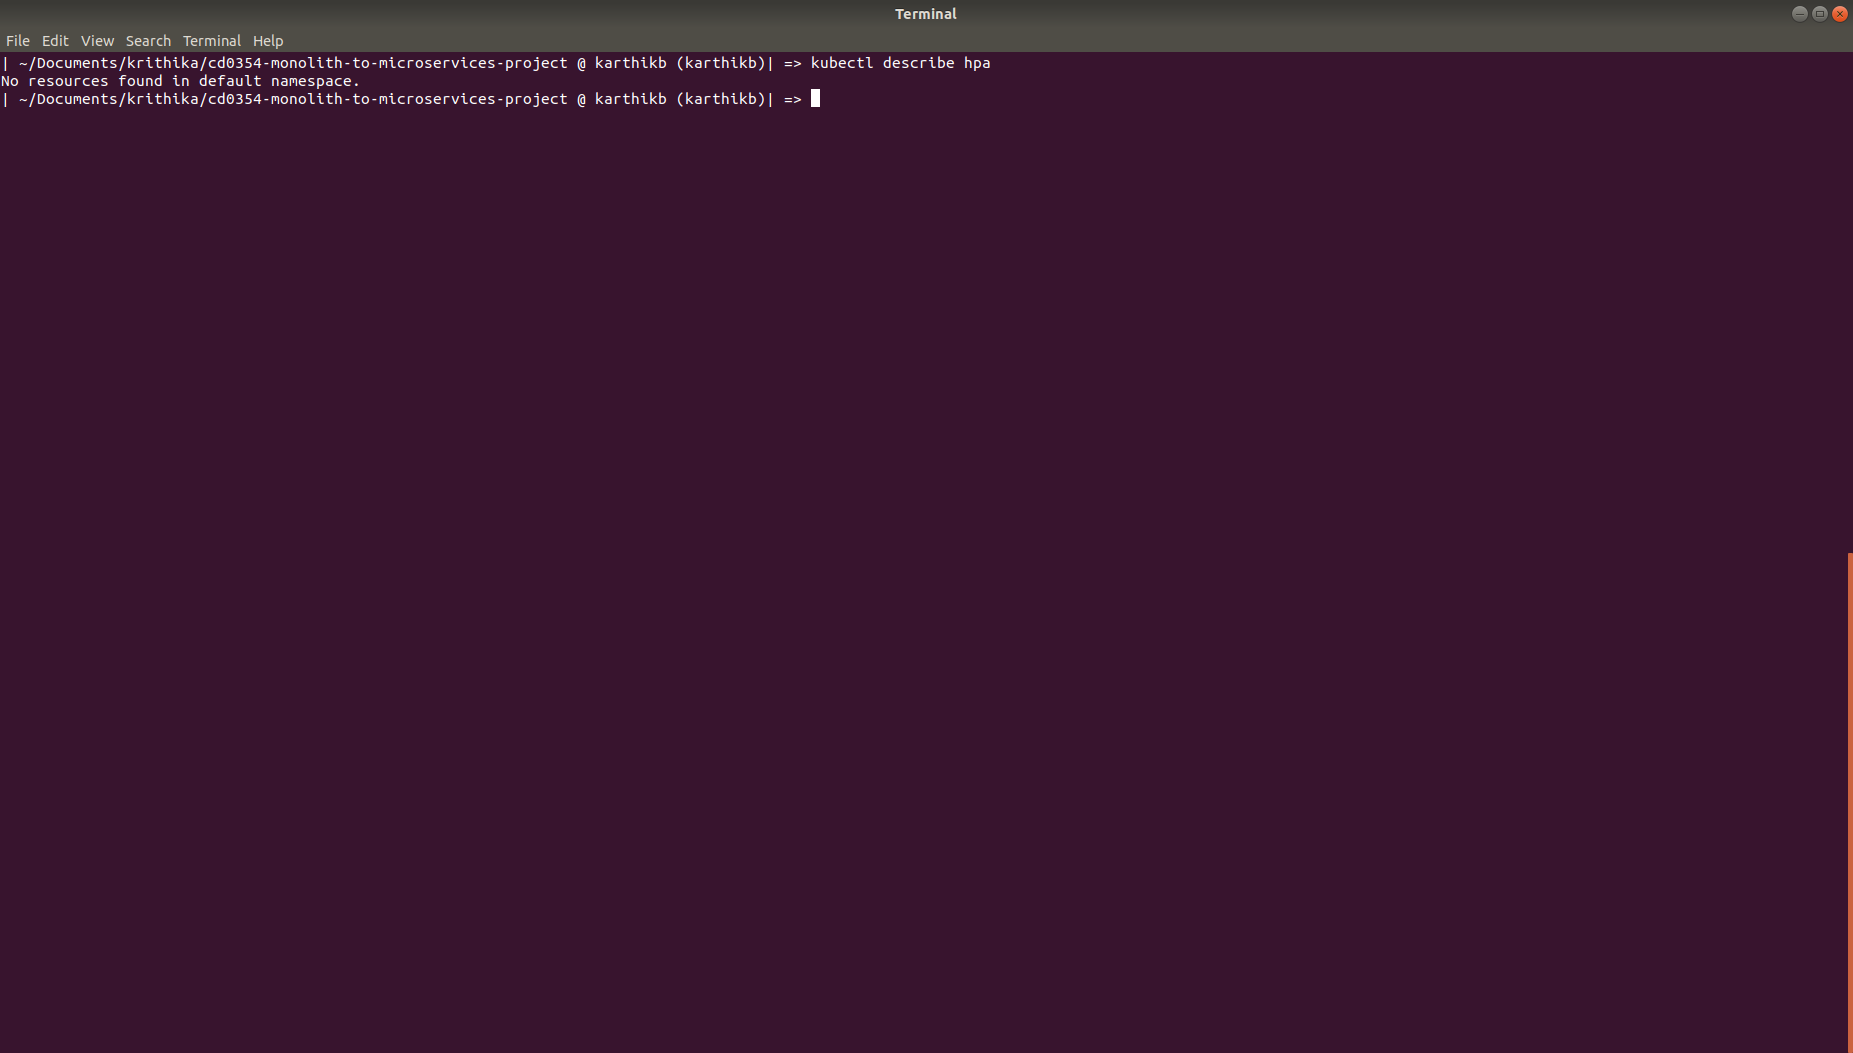 Terminal
File Edit View Search Terminal Help
| ~/Documents/krithika/cd0354-monolith-to-microservices-project @ karthikb (karthikb)| => kubectl describe hpa
No resources found in default namespace.
| ~/Documents/krithika/cd0354-monolith-to-microservices-project @ karthikb (karthikb)| =>